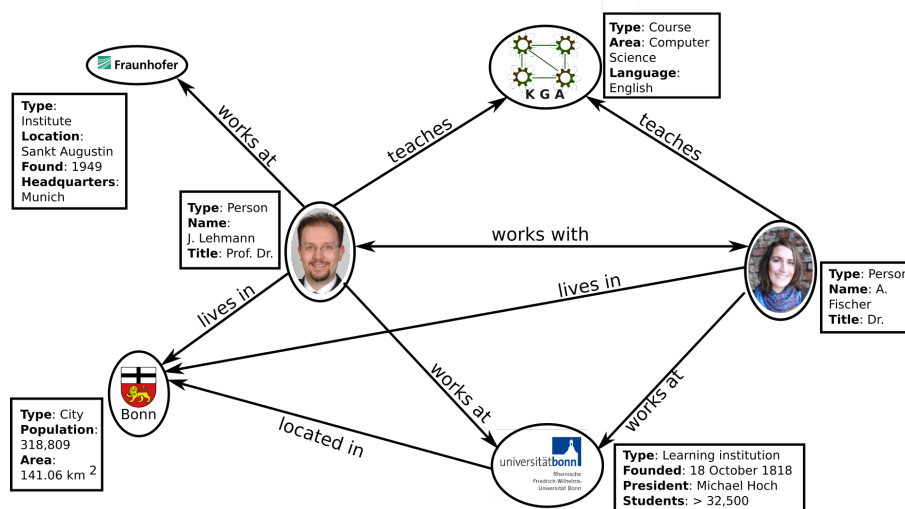 Fraunhofer
K G A
Type: Course
Area: Computer
Science
Language:
English
Type:
Institute
Location:
Sankt Augustin
Found: 1949
Headquarters:
Munich
works at
teaches
teaches
Type: Person
Name:
J. Lehmann
Title: Prof. Dr.
works with
Type: Person
Name: A.
Fischer
Title: Dr.
lives in
lives in
works at
works at
located in
Bonn
Type: City
Population:
318,809
Area:
141.06 km 2
universitätbonn
Rheinische
Friedrich-Wilhelms-
Universität Bonn
Type: Learning institution
Founded: 18 October 1818
President: Michael Hoch
Students: > 32,500